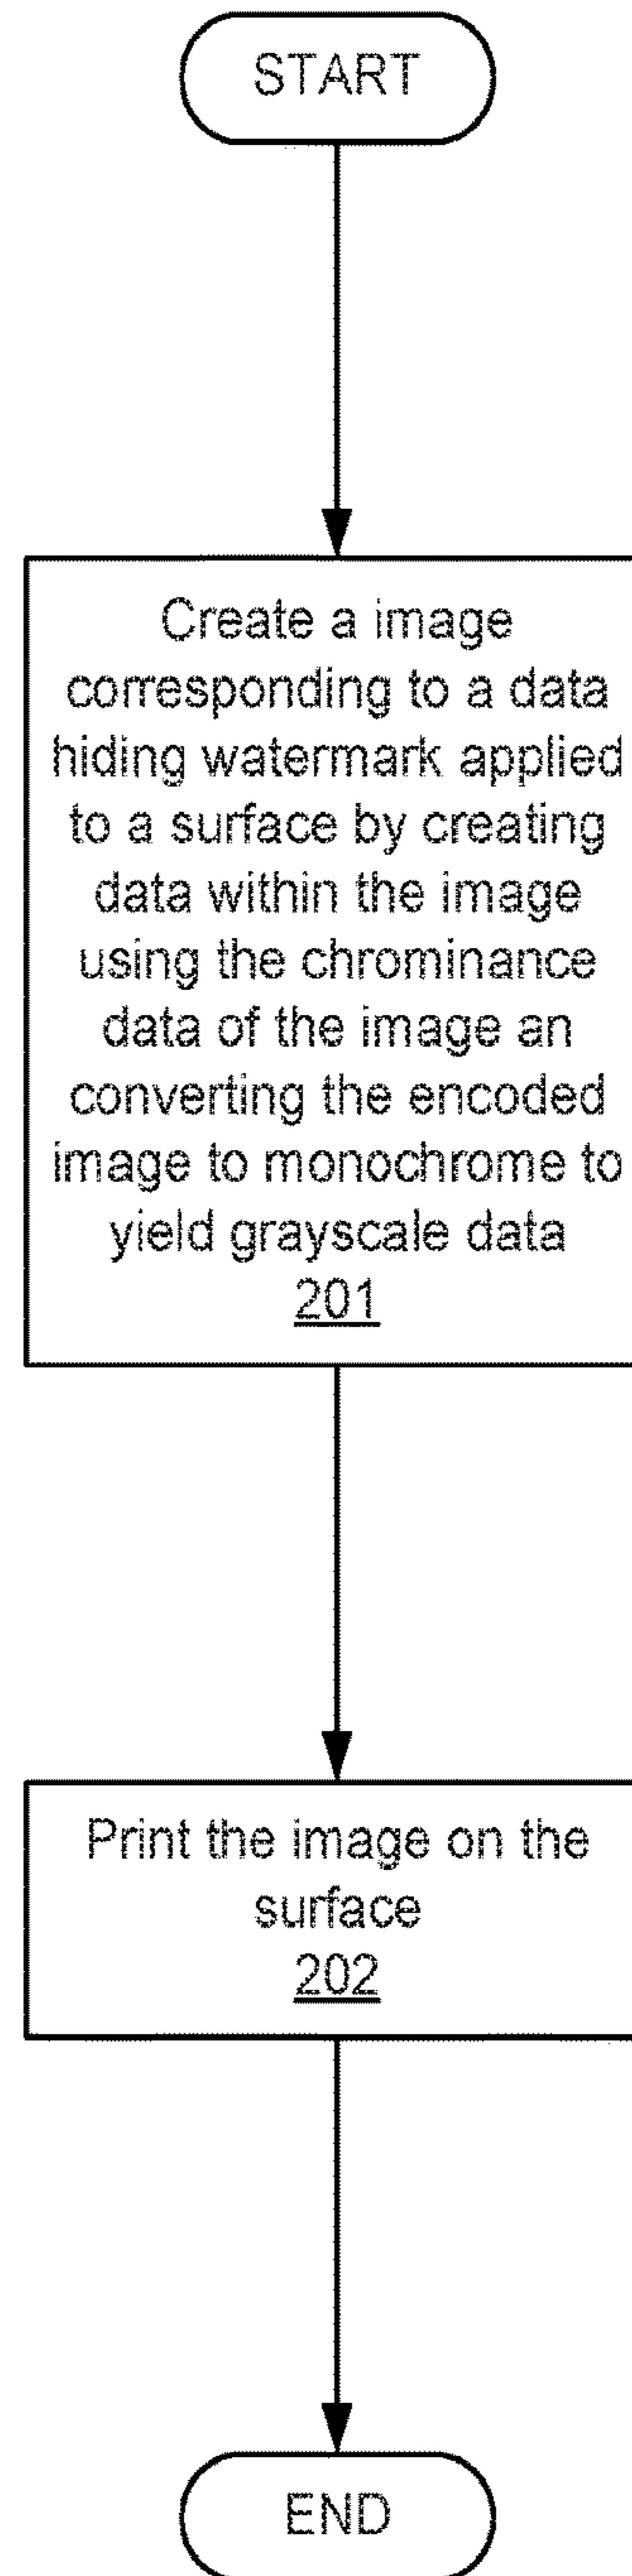 START
Create a image
corresponding to a data
hiding watermark applied
to a surface by creating
data within the image
using the chrominance
data of the image an
converting the encoded
image to monochrome to
yield grayscale data
201
Print the image on the
surface
202
END